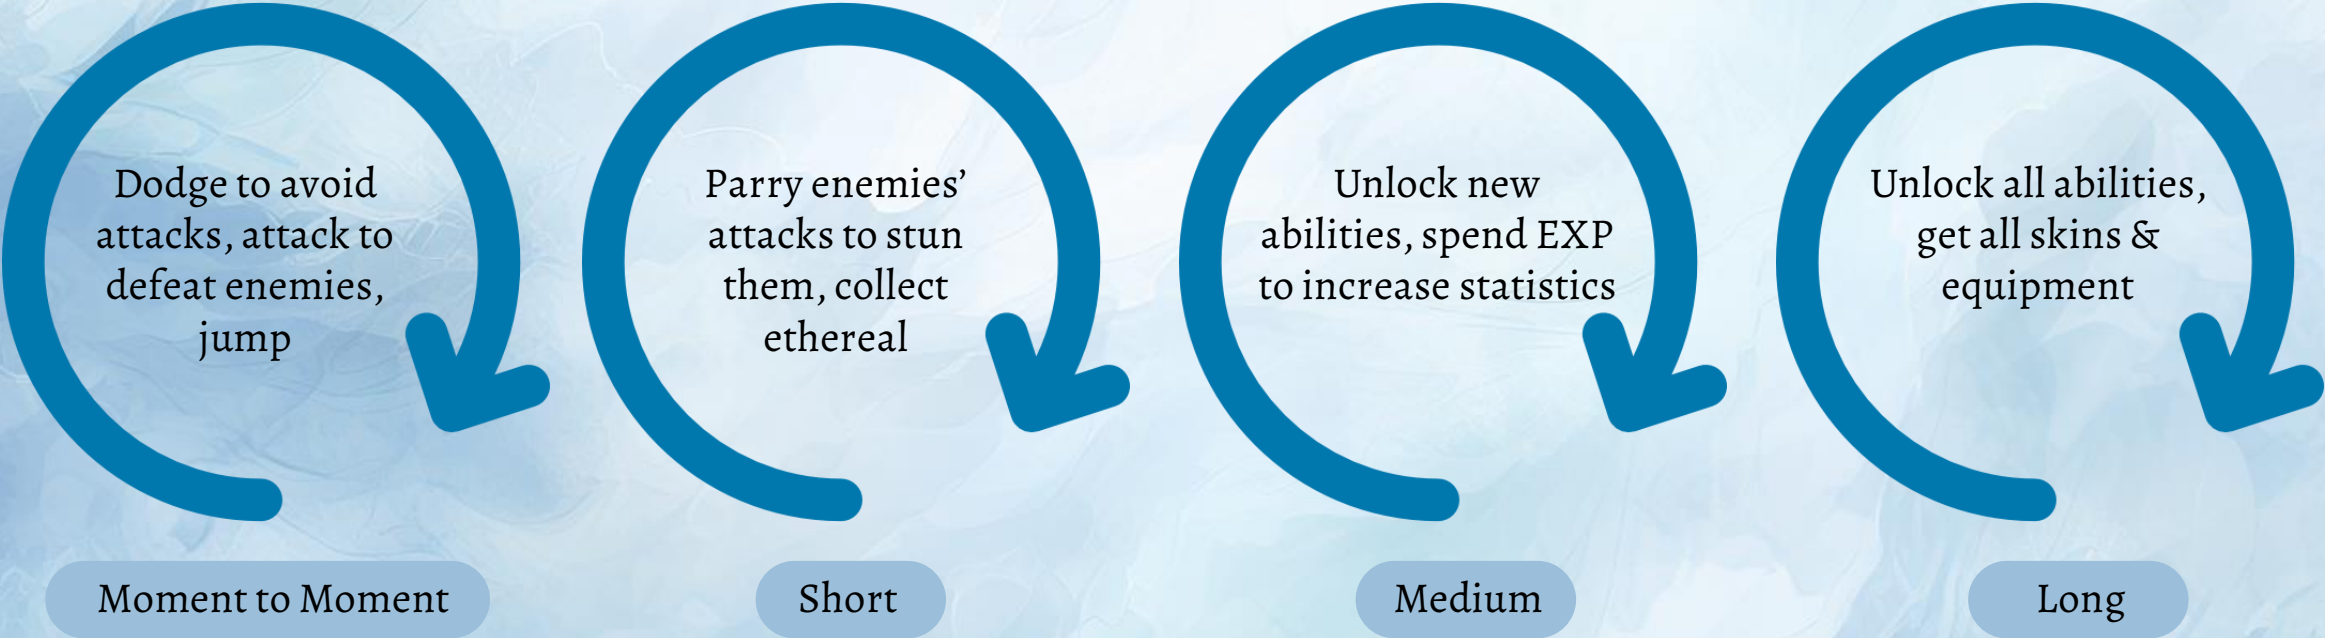 Dodge to avoid
attacks, attack to
defeat enemies,
jump
Moment to Moment
Parry enemies’
attacks to stun
them, collect
ethereal
Short
Unlock new
abilities, spend EXP
to increase statistics
Medium
Unlock all abilities,
get all skins &
equipment
Long